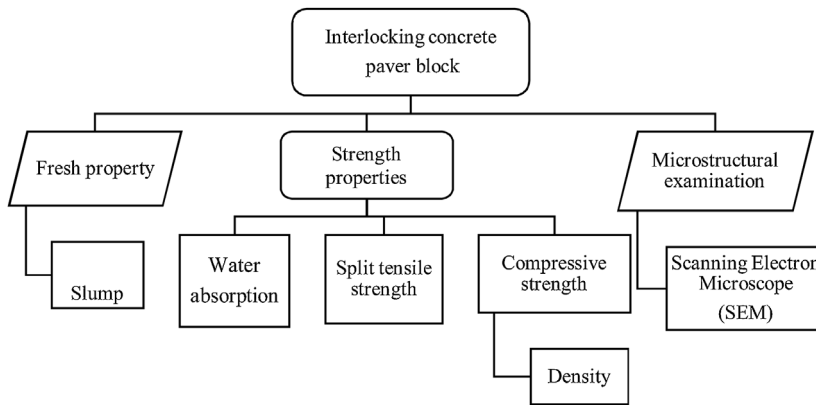 Interlocking concrete
paver block
Fresh property
Strength
properties
Microstructural
examination
Slump
Water
absorption
Split tensile
strength
Compressive
strength
Scanning Electron
Microscope
(SEM)
Density